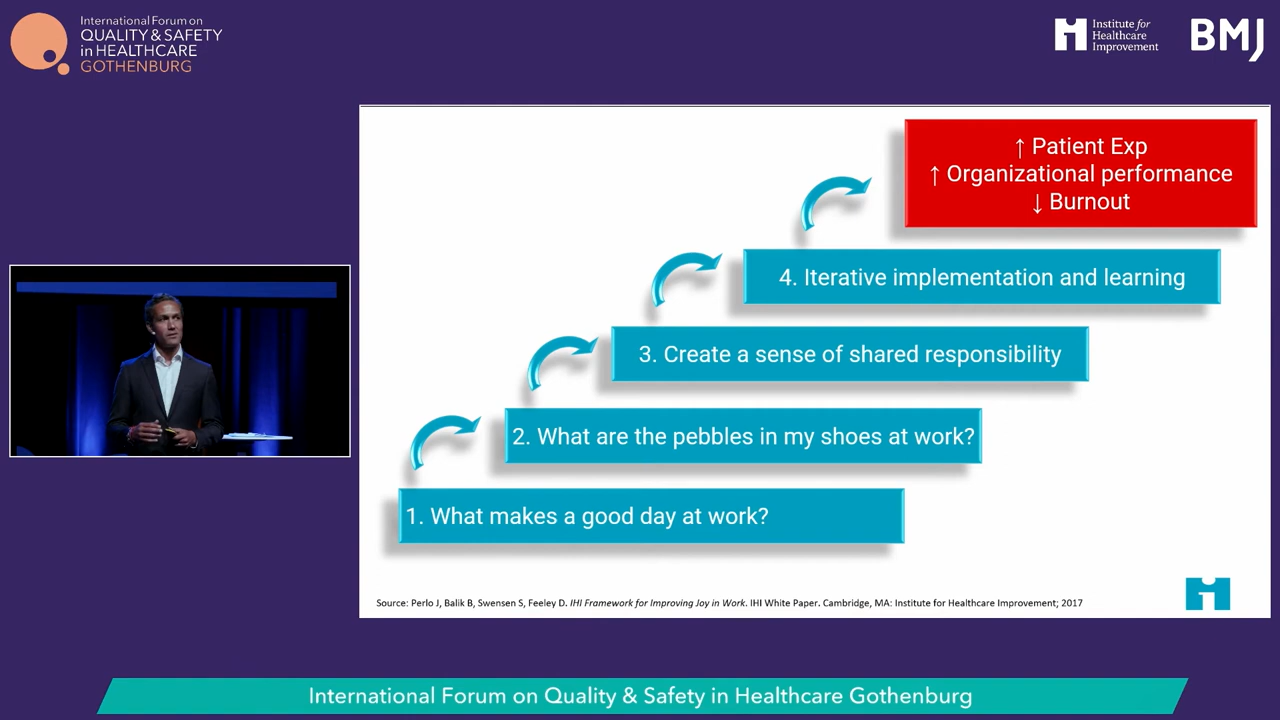 International Forum on
QUALITY & SAFETY
in HEALTHCARE
GOTHENBURG
Institute for
Healthcare
Improvement
BMJ
↑ Patient Exp
↑ Organizational performance
↓ Burnout
4. Iterative implementation and learning
3. Create a sense of shared responsibility
2. What are the pebbles in my shoes at work?
1. What makes a good day at work?
Source: Perlo J, Balik B, Swensen S, Feeley D. IHI Framework for Improving Joy in Work. IHI White Paper. Cambridge, MA: Institute for Healthcare Improvement; 2017
International Forum on Quality & Safety in Healthcare Gothenburg